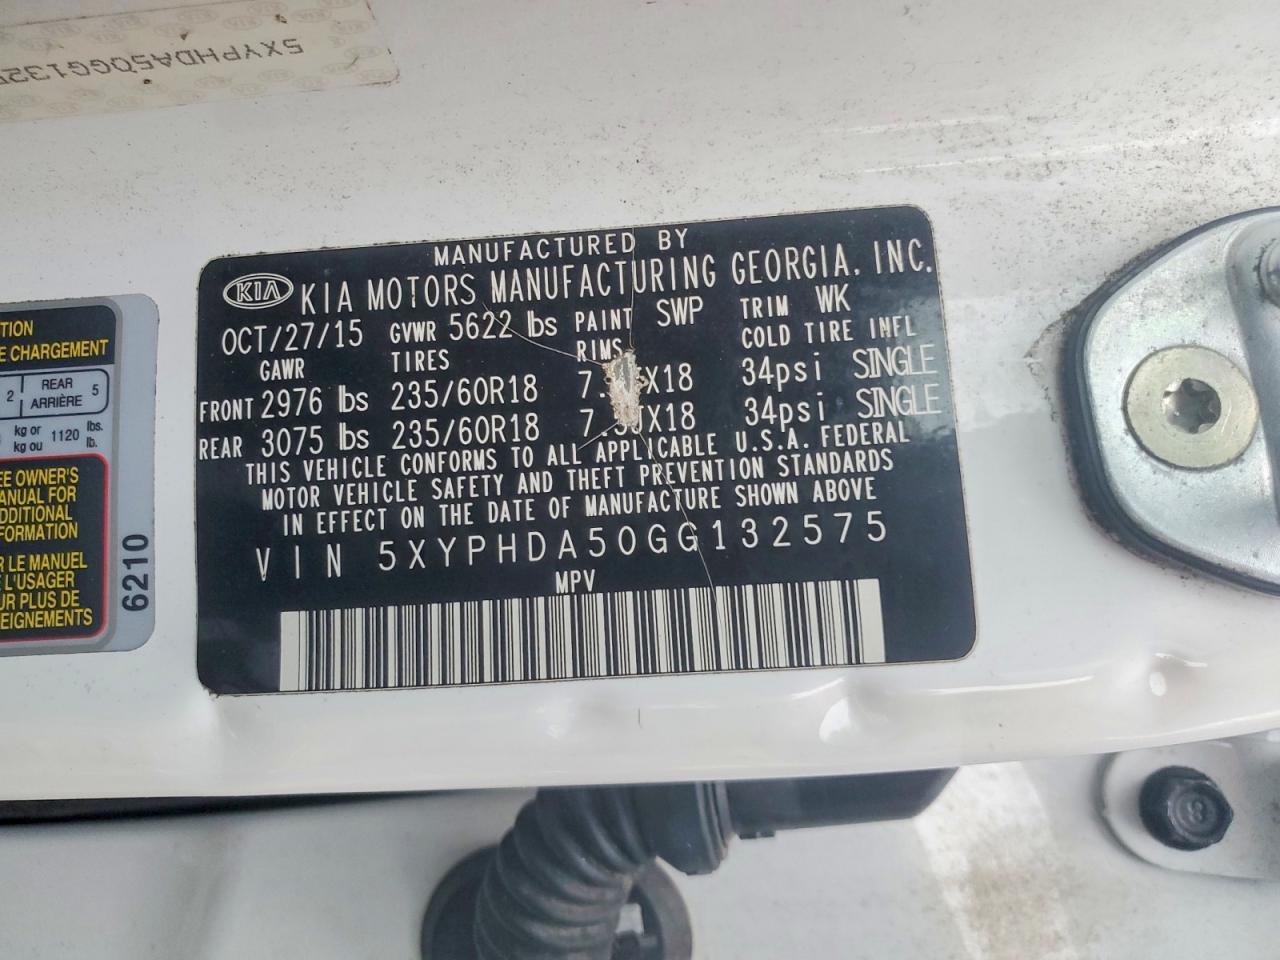 5XYPHDA50GG1325
KIA
MANUFACTURED BY
KIA MOTORS MANUFACTURING GEORGIA, INC.
OCT/27/15 GVWR 5622 lbs PAINT SWP TRIM WK
GAWR TIRES RIMS COLD TIRE INFL
FRONT 2976 lbs 235/60R18 7. X18 34psi SINGLE
REAR 3075 lbs 235/60R18 7. X18 34psi SINGLE
THIS VEHICLE CONFORMS TO ALL APPLICABLE U.S.A. FEDERAL
MOTOR VEHICLE SAFETY AND THEFT PREVENTION STANDARDS
IN EFFECT ON THE DATE OF MANUFACTURE SHOWN ABOVE
VIN 5XYPHDA50GG132575
MPV
TION
E CHARGEMENT
2 REAR ARRIÈRE 5
kg or kg ou 1120 lbs. lb.
EE OWNER'S
ANUAL FOR
DDITIONAL
FORMATION
R LE MANUEL
L'USAGER
UR PLUS DE
EIGNEMENTS
6210
8